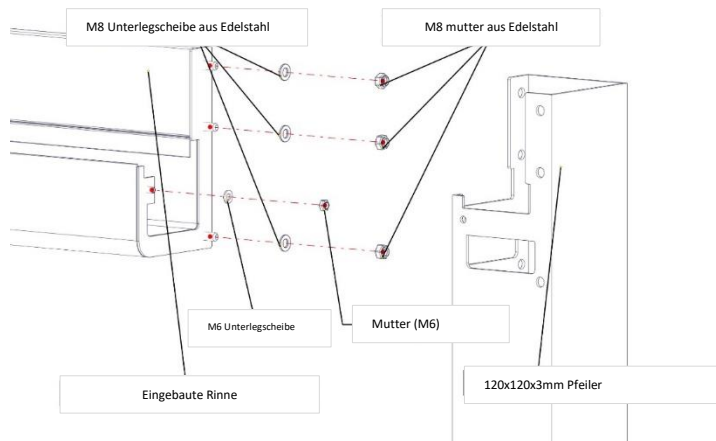 M8 Unterlegscheibe aus Edelstahl
M8 mutter aus Edelstahl
M6 Unterlegscheibe
Mutter (M6)
Eingebaute Rinne
120x120x3mm Pfeiler